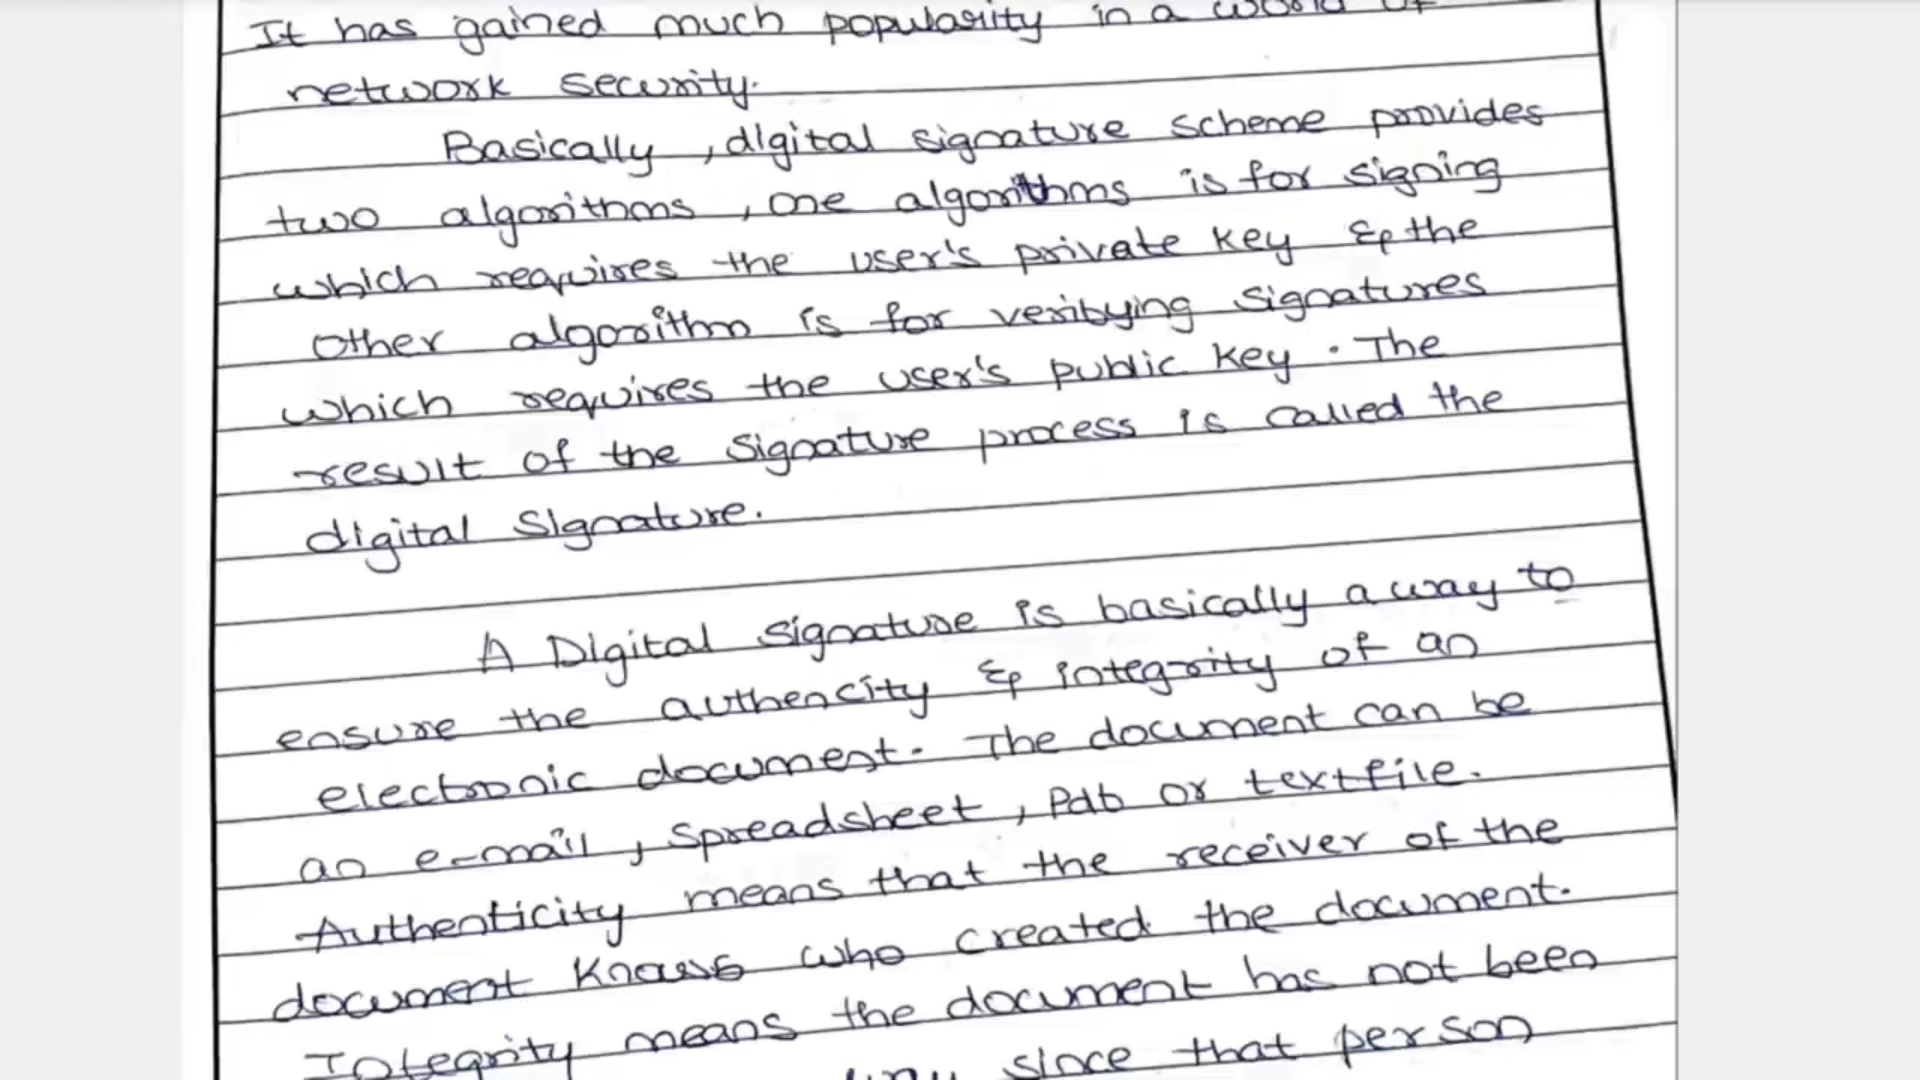 It has gained much popularity in a world of
network security.
Basically, digital signature scheme provides
two algorithms, one algorithms is for signing
which requires the user's private key & the
other algorithm is for verifying signatures
which requires the user's public key. The
result of the signature process is called the
digital Signature.
A Digital signature is basically a way to
ensure the authencity & integrity of an
electronic document. The document can be
an e-mail, spreadsheet, Pdf or textfile.
Authenticity means that the receiver of the
document knows who created the document.
Integrity means the document has not been
since that person